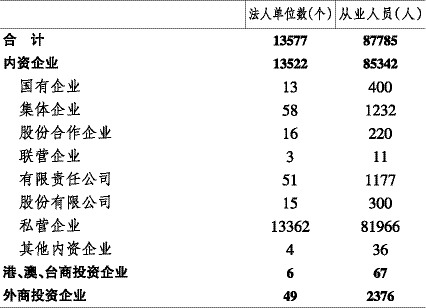 法人单位数(个) 从业人员(人)
合 计 13577 87785
内资企业 13522 85342
国有企业 13 400
集体企业 58 1232
股份合作企业 16 220
联营企业 3 11
有限责任公司 51 1177
股份有限公司 15 300
私营企业 13362 81966
其他内资企业 4 36
港、澳、台商投资企业 6 67
外商投资企业 49 2376